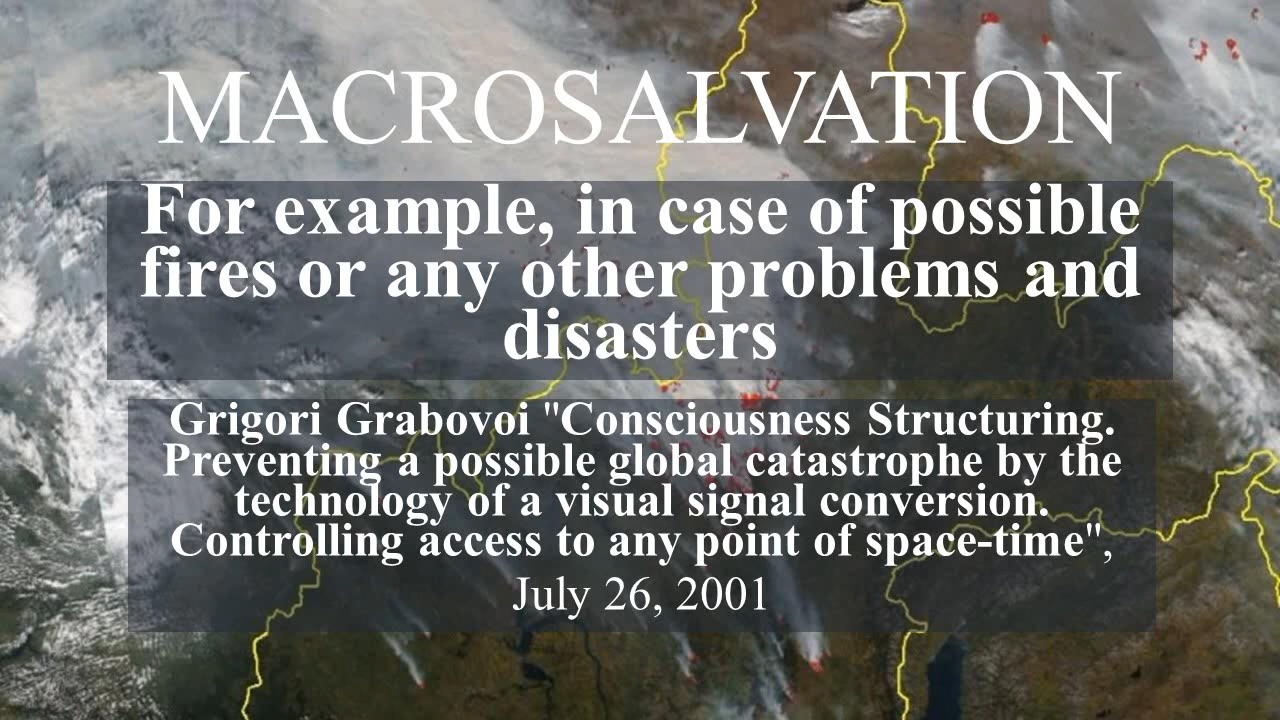 MACROSALVATION
For example, in case of possible
fires or any other problems and
disasters
Grigori Grabovoi "Consciousness Structuring.
Preventing a possible global catastrophe by the
technology of a visual signal conversion.
Controlling access to any point of space-time",
July 26, 2001